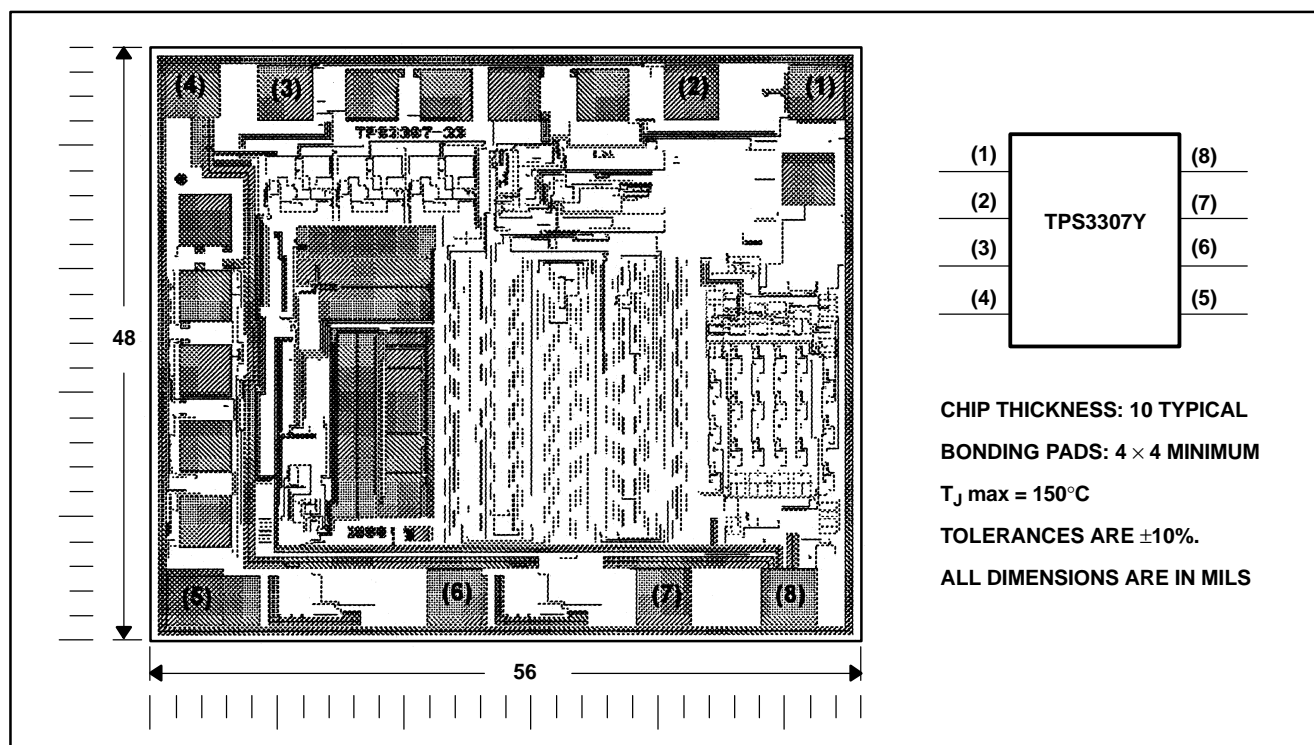 (4) (3) (2) (1)
TPS3307-33
48
(5) (6) (7) (8)
56
(1) (8)
(2) (7)
TPS3307Y
(3) (6)
(4) (5)
CHIP THICKNESS: 10 TYPICAL
BONDING PADS: 4 × 4 MINIMUM
TJ max = 150°C
TOLERANCES ARE ±10%.
ALL DIMENSIONS ARE IN MILS